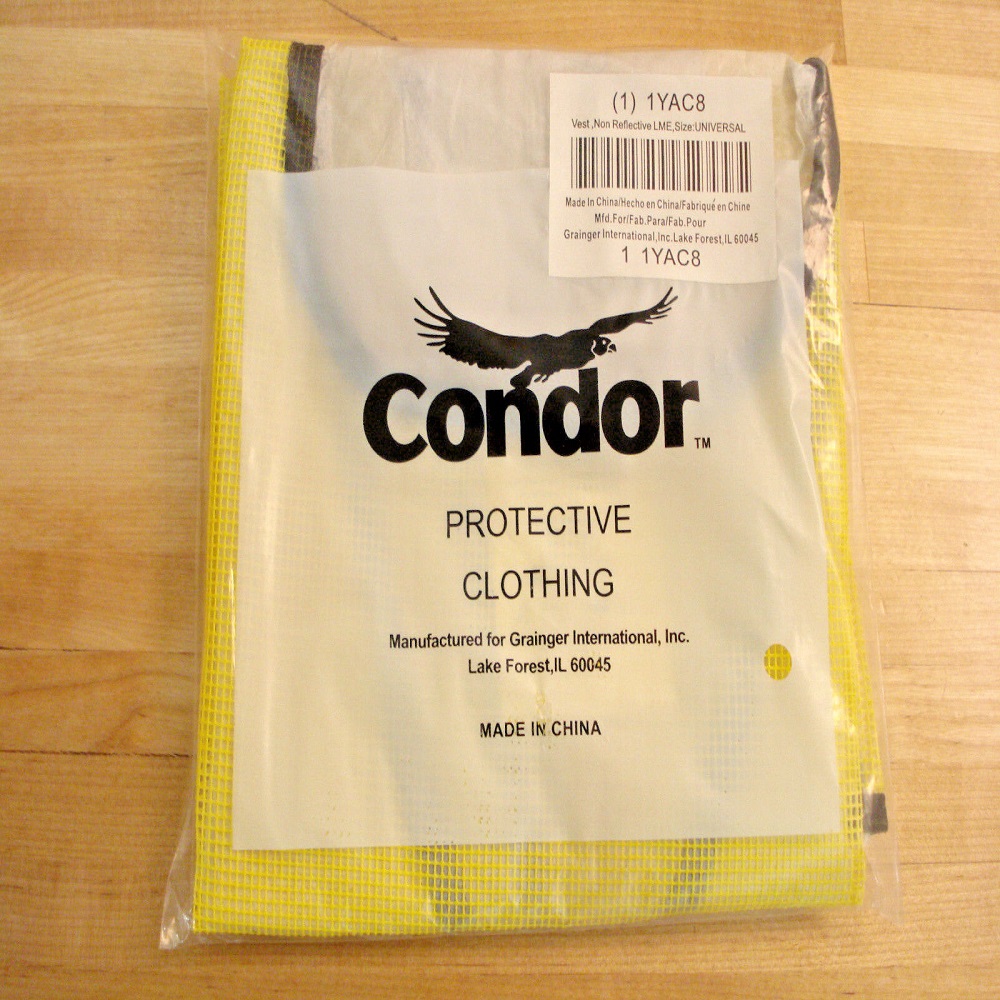 (1) 1YAC8
Vest ,Non Reflective LME,Size:UNIVERSAL
Made In China/Hecho en China/Fabriqué en Chine
Mfd.For/Fab.Para/Fab.Pour
Grainger International,Inc.Lake Forest,IL 60045
1 1YAC8
Condor TM
PROTECTIVE
CLOTHING
Manufactured for Grainger International, Inc.
Lake Forest,IL 60045
MADE IN CHINA